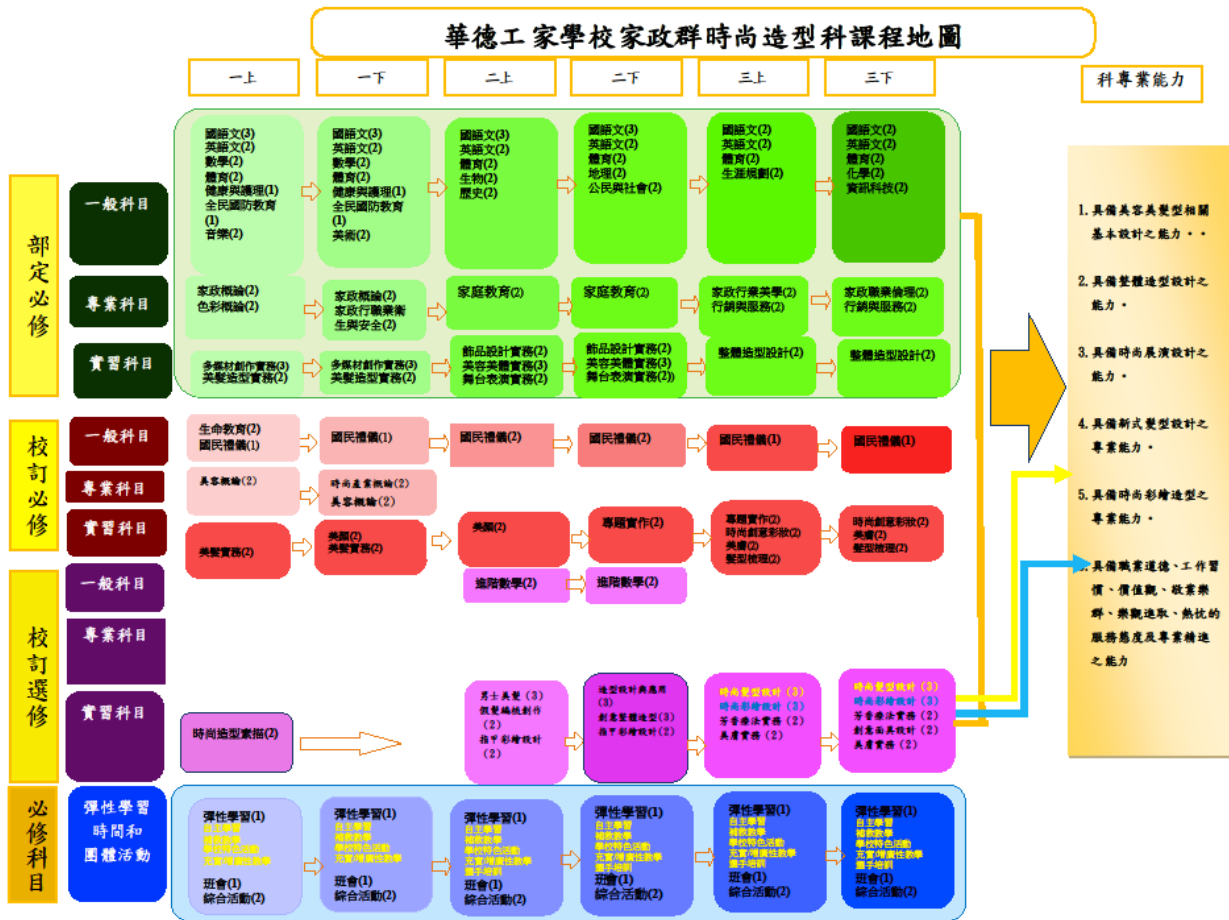 華德工家學校家政群時尚造型科課程地圖
一上
一下
二上
二下
三上
三下
科專業能力
部定必修
一般科目
國語文(3)
英語文(2)
數學(2)
體育(2)
健康與護理(1)
全民國防教育
(1)
音樂(2)
國語文(3)
英語文(2)
數學(2)
體育(2)
健康與護理(1)
全民國防教育
(1)
美術(2)
國語文(3)
英語文(2)
體育(2)
生物(2)
歷史(2)
國語文(3)
英語文(2)
體育(2)
地理(2)
公民與社會(2)
國語文(2)
英語文(2)
體育(2)
生涯規劃(2)
國語文(2)
英語文(2)
體育(2)
化學(2)
資訊科技(2)
專業科目
家政概論(2)
色彩概論(2)
家政概論(2)
家政行職業衛
生與安全(2)
家庭教育(2)
家庭教育(2)
家政行業美學(2)
行銷與服務(2)
家政職業倫理(2)
行銷與服務(2)
實習科目
多媒材創作實務(3)
美髮造型實務(2)
多媒材創作實務(3)
美髮造型實務(2)
飾品設計實務(2)
美容美體實務(3)
舞台表演實務(2)
飾品設計實務(2)
美容美體實務(3)
舞台表演實務(2))
整體造型設計(2)
整體造型設計(2)
校訂必修
一般科目
生命教育(2)
國民禮儀(1)
國民禮儀(1)
國民禮儀(2)
國民禮儀(2)
國民禮儀(1)
國民禮儀(1)
專業科目
美容概論(2)
時尚產業概論(2)
美容概論(2)
實習科目
美髮實務(2)
美顏(2)
美髮實務(2)
美顏(2)
專題實作(2)
專題實作(2)
時尚創意彩妝(2)
美膚(2)
髮型梳理(2)
時尚創意彩妝(2)
美膚(2)
髮型梳理(2)
校訂選修
一般科目
進階數學(2)
進階數學(2)
專業科目
實習科目
時尚造型素描(2)
男士美髮(3)
假髮編梳創作
(2)
指甲彩繪設計
(2)
造型設計與應用
(3)
創意整體造型(3)
指甲彩繪設計(2)
時尚髮型設計(3)
時尚彩繪設計(3)
芳香療法實務(2)
美膚實務(2)
時尚髮型設計(3)
時尚彩繪設計(3)
芳香療法實務(2)
創意面具設計(2)
美膚實務(2)
必修科目
彈性學習
時間和
團體活動
彈性學習(1)
自主學習
補救教學
學校特色活動
充實/增廣性教學
班會(1)
綜合活動(2)
彈性學習(1)
自主學習
補救教學
學校特色活動
充實/增廣性教學
班會(1)
綜合活動(2)
彈性學習(1)
自主學習
補救教學
學校特色活動
充實/增廣性教學
選手培訓
班會(1)
綜合活動(2)
彈性學習(1)
自主學習
補救教學
學校特色活動
充實/增廣性教學
選手培訓
班會(1)
綜合活動(2)
彈性學習(1)
自主學習
補救教學
學校特色活動
充實/增廣性教學
選手培訓
班會(1)
綜合活動(2)
彈性學習(1)
自主學習
補救教學
學校特色活動
充實/增廣性教學
選手培訓
班會(1)
綜合活動(2)
1. 具備美容美髮型相關
基本設計之能力。。
2. 具備整體造型設計之
能力。
3. 具備時尚展演設計之
能力。
4. 具備新式髮型設計之
專業能力。
5. 具備時尚彩繪造型之
專業能力。
具備職業道德、工作習
慣、價值觀、敬業樂
群、樂觀進取、熱忱的
服務態度及專業精進
之能力